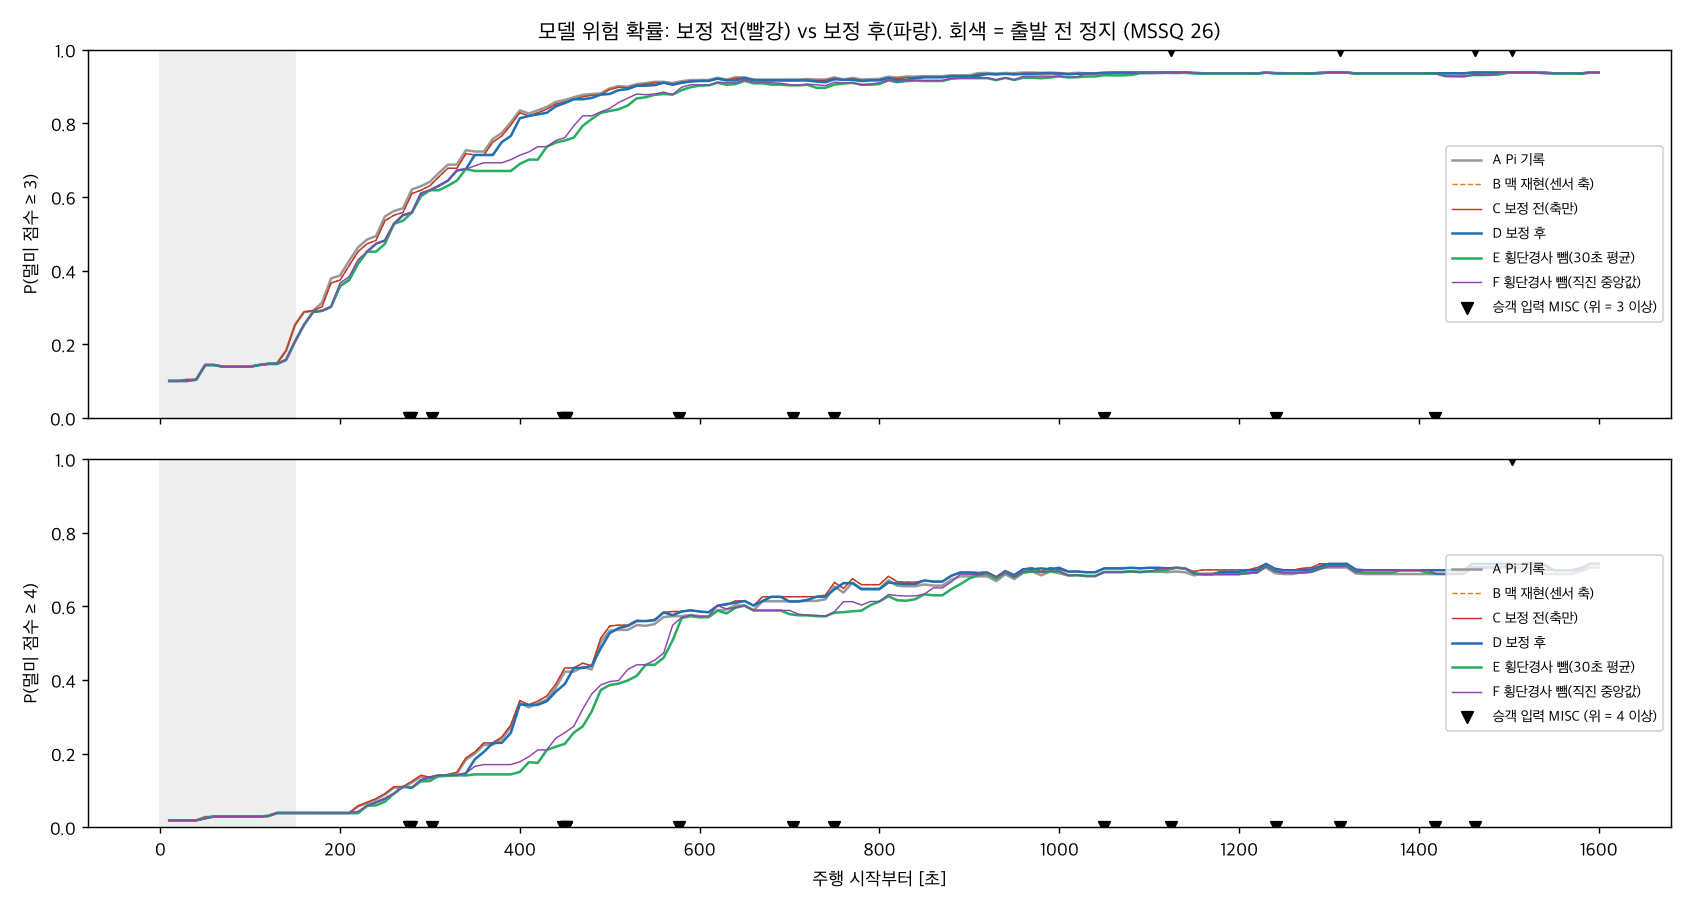 모델 위험 확률: 보정 전(빨강) vs 보정 후(파랑). 회색 = 출발 전 정지 (MSSQ 26)
P(멀미 점수 ≥ 3)
1.0
0.8
0.6
0.4
0.2
0.0
A Pi 기록
B 맥 재현(센서 축)
C 보정 전(축만)
D 보정 후
E 횡단경사 뺌(30초 평균)
F 횡단경사 뺌(직진 중앙값)
승객 입력 MISC (위 = 3 이상)
P(멀미 점수 ≥ 4)
1.0
0.8
0.6
0.4
0.2
0.0
A Pi 기록
B 맥 재현(센서 축)
C 보정 전(축만)
D 보정 후
E 횡단경사 뺌(30초 평균)
F 횡단경사 뺌(직진 중앙값)
승객 입력 MISC (위 = 4 이상)
0 200 400 600 800 1000 1200 1400 1600
주행 시작부터 [초]